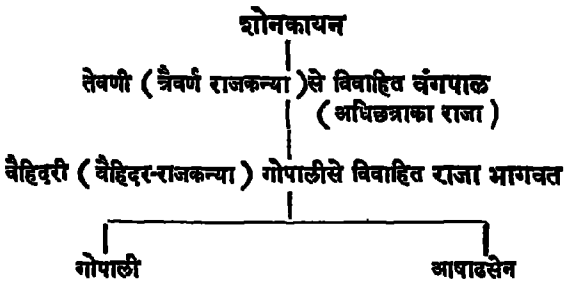 शोनकायन
तेवणी ( त्रैवर्ण राजकन्या )से विवाहित वंगपाल
( अधिछत्राका राजा )
वैहिदरी ( वैहिदर-राजकन्या ) गोपालीसे विवाहित राजा भागवत
गोपाली आषाढसेन